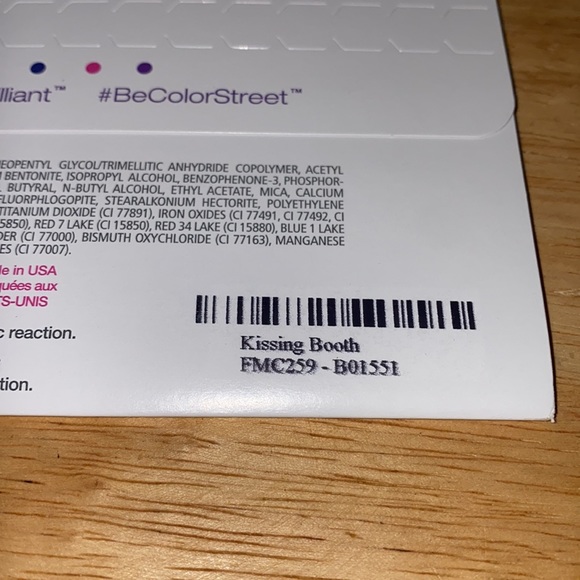 lliant™ #BeColorStreet™
EOPENTYL GLYCOL/TRIMELLITIC ANHYDRIDE COPOLYMER, ACETYL
BENTONITE, ISOPROPYL ALCOHOL, BENZOPHENONE-3, PHOSPHOR-
BUTYRAL, N-BUTYL ALCOHOL, ETHYL ACETATE, MICA, CALCIUM
FLUORPHLOGOPITE, STEARALKONIUM HECTORITE, POLYETHYLENE
TITANIUM DIOXIDE (CI 77891), IRON OXIDES (CI 77491, CI 77492, CI
5850), RED 7 LAKE (CI 15850), RED 34 LAKE (CI 15880), BLUE 1 LAKE
DER (CI 77000), BISMUTH OXYCHLORIDE (CI 77163), MANGANESE
ES (CI 77007).
le in USA
quées aux
TS-UNIS
c reaction.
tion.
Kissing Booth
FMC259 - B01551